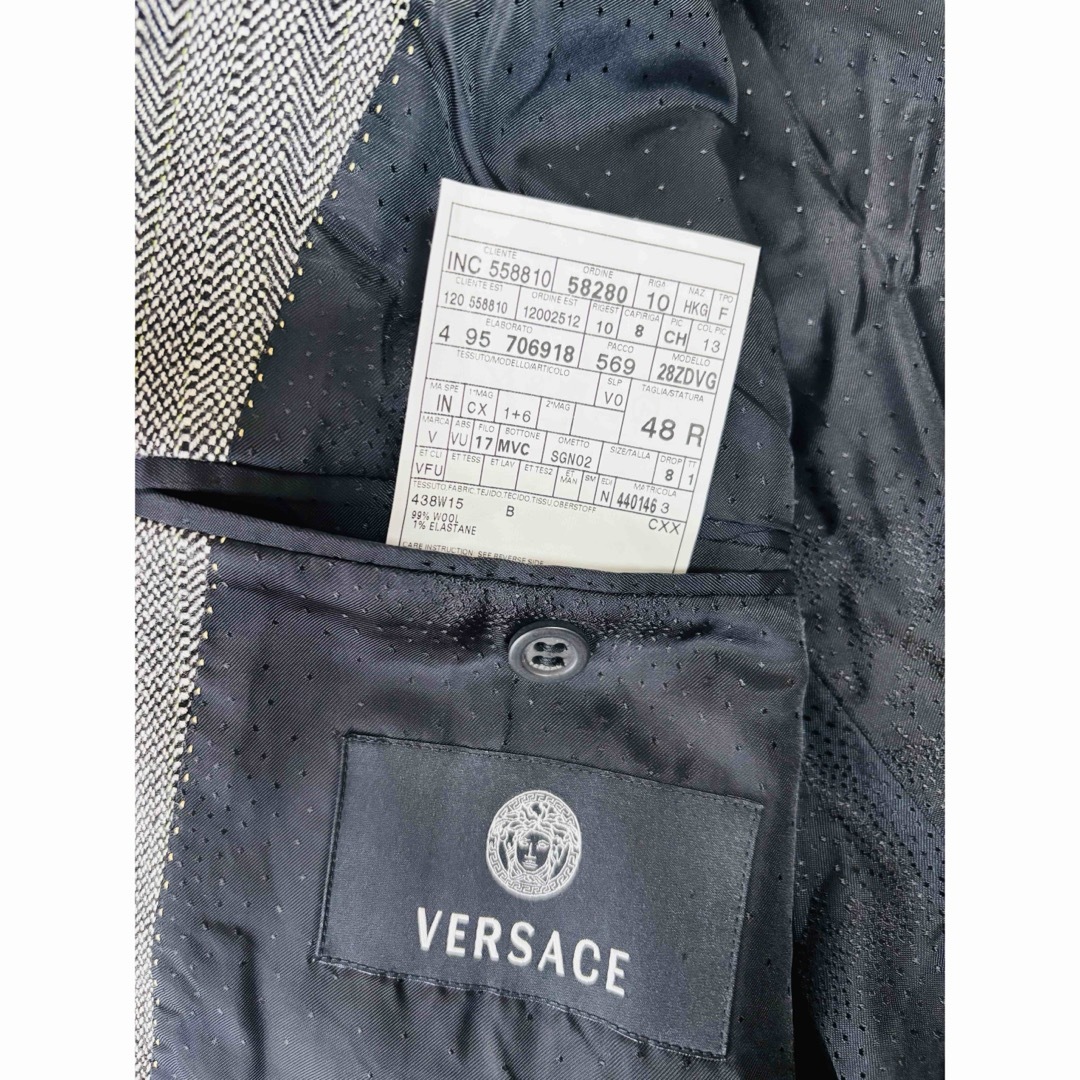 CLIENTE ORDINE RIGA NAZ TPO
INC 558810 58280 10 HKG F
CLIENTE EST ORDINE EST RIGEST CAPIRIGA PIC COL PIC
120 558810 12002512 10 8 CH 13
ELABORATO PACCO MODELLO
4 95 706918 569 28ZDVG
TESSUTO/MODELLO/ARTICOLO SLP TAGLIA/STATURA
V0
MA SPE 1°MAG 2°MAG
IN CX 1+6 48 R
MARCA ABS FILO BOTTONE OMETTO SIZE/TALLA DROP TT
V VU 17 MVC SGN02 8 1
ET CLI ET TESS ET LAY ET TES2 ET MAN SM EDI MATRICOLA
VFU N 440146 3
TESSUTO,FABRIC,TEJIDO,TECIDO,TISSU,OBERSTOFF
438W15 B CXX
99% WOOL
1% ELASTANE
CARE INSTRUCTION SEE REVERSE SIDE
VERSACE